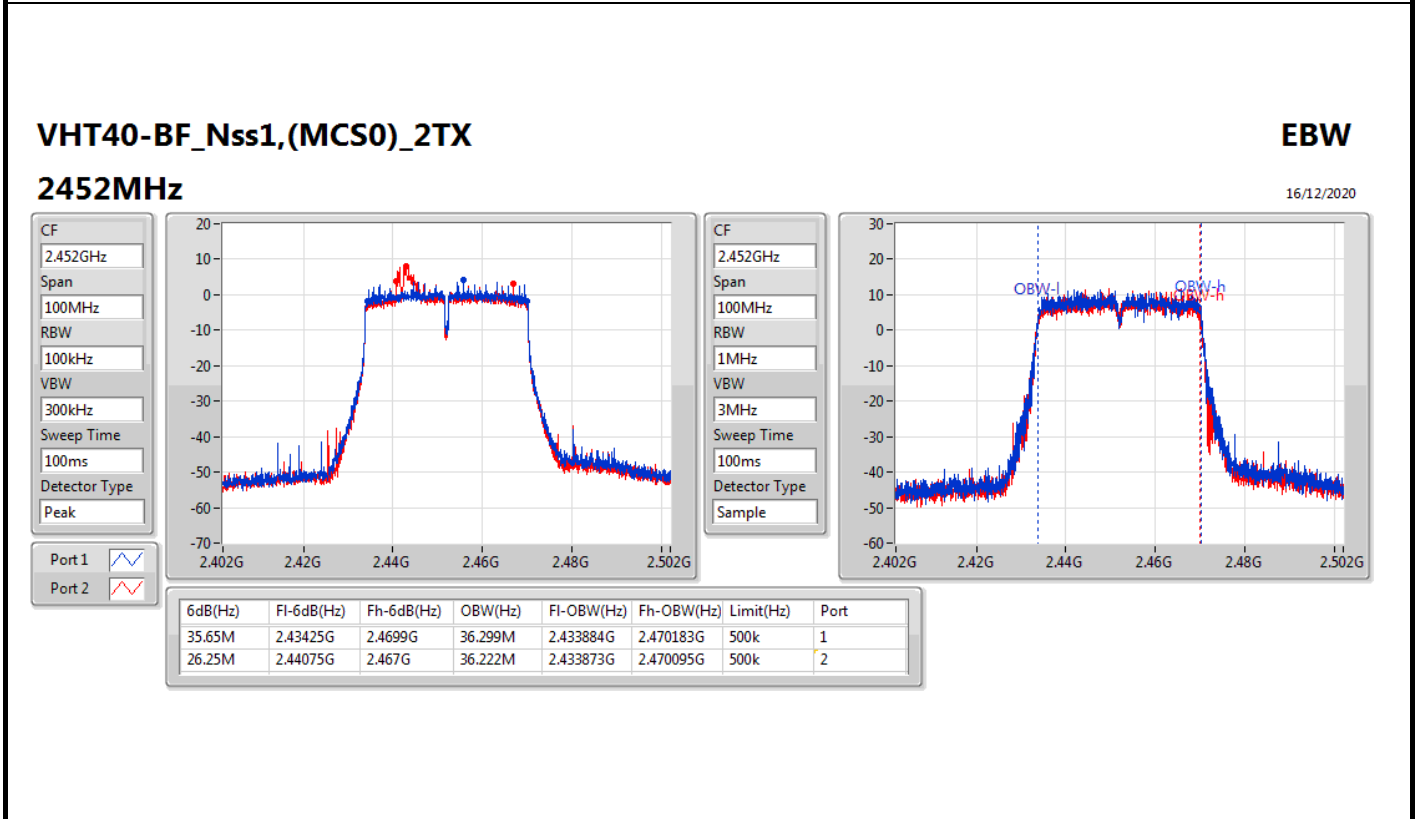 VHT40-BF_Nss1,(MCS0)_2TX EBW
2452MHz 16/12/2020
CF
2.452GHz
Span
100MHz
RBW
100kHz
VBW
300kHz
Sweep Time
100ms
Detector Type
Peak
Port 1
Port 2
20
10
0
-10
-20
-30
-40
-50
-60
-70
2.402G 2.42G 2.44G 2.46G 2.48G 2.502G
CF
2.452GHz
Span
100MHz
RBW
1MHz
VBW
3MHz
Sweep Time
100ms
Detector Type
Sample
30
20
10
0
-10
-20
-30
-40
-50
-60
OBW-l OBW-h
OBW-h
2.402G 2.42G 2.44G 2.46G 2.48G 2.502G
6dB(Hz) Fl-6dB(Hz) Fh-6dB(Hz) OBW(Hz) Fl-OBW(Hz) Fh-OBW(Hz) Limit(Hz) Port
35.65M 2.43425G 2.4699G 36.299M 2.433884G 2.470183G 500k 1
26.25M 2.44075G 2.467G 36.222M 2.433873G 2.470095G 500k 2